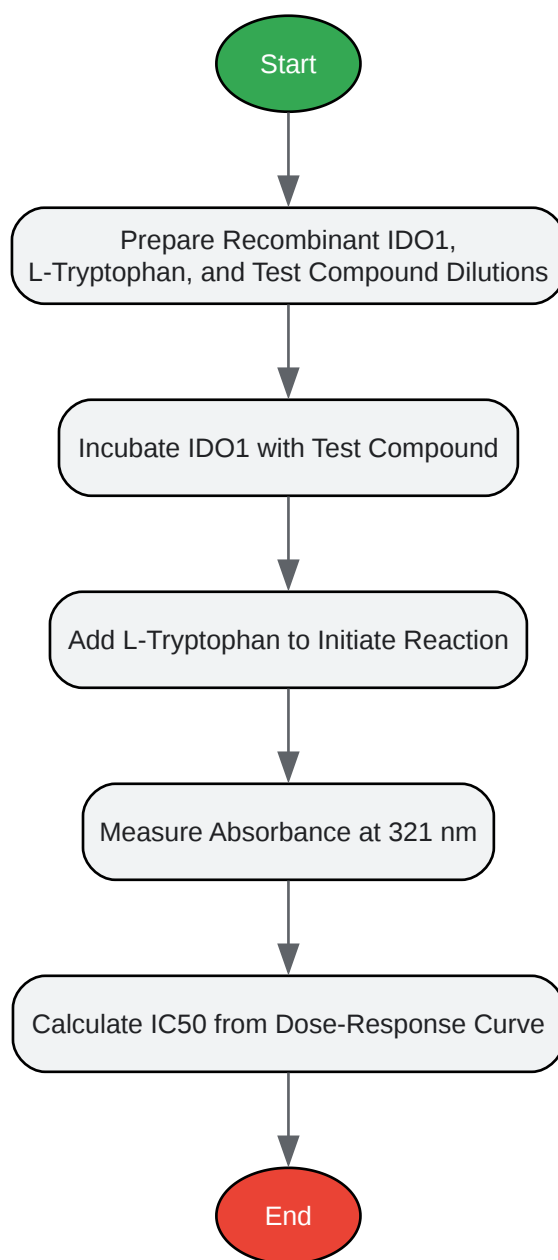 Start
Prepare Recombinant IDO1,
L-Tryptophan, and Test Compound Dilutions
Incubate IDO1 with Test Compound
Add L-Tryptophan to Initiate Reaction
Measure Absorbance at 321 nm
Calculate IC50 from Dose-Response Curve
End